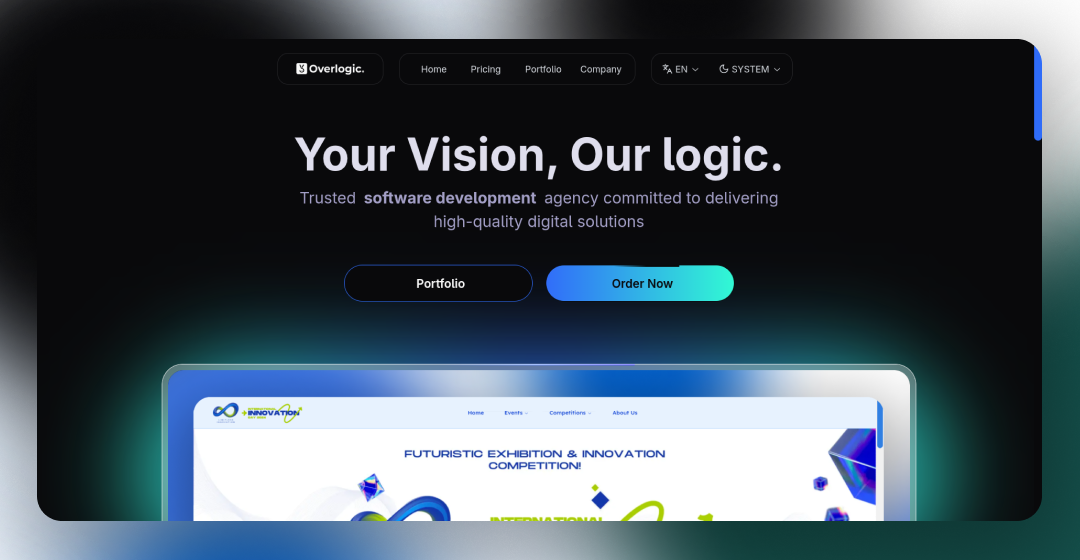 Overlogic.
Home Pricing Portfolio Company
EN SYSTEM
Your Vision, Our logic.
Trusted software development agency committed to delivering
high-quality digital solutions
Portfolio Order Now
INNOVATION
Home Events Competitions About Us
FUTURISTIC EXHIBITION & INNOVATION
COMPETITION!
INTERNATIONAL